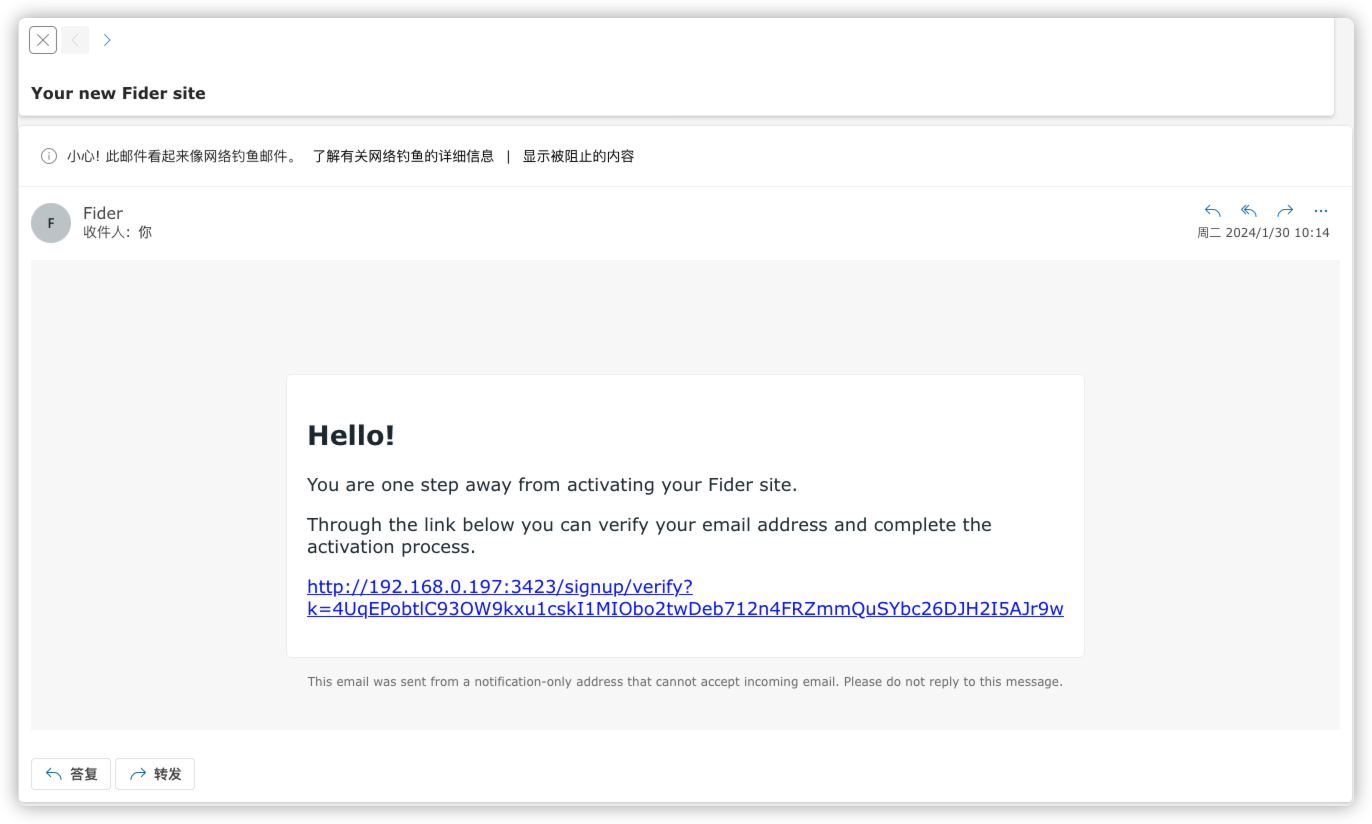 Your new Fider site
小心! 此邮件看起来像网络钓鱼邮件。 了解有关网络钓鱼的详细信息 | 显示被阻止的内容
F
Fider
收件人: 你
周二 2024/1/30 10:14
Hello!
You are one step away from activating your Fider site.
Through the link below you can verify your email address and complete the
activation process.
http://192.168.0.197:3423/signup/verify?
k=4UqEPobtlC93OW9kxu1cskI1MIObo2twDeb712n4FRZmmQuSYbc26DJH2I5AJr9w
This email was sent from a notification-only address that cannot accept incoming email. Please do not reply to this message.
答复
转发